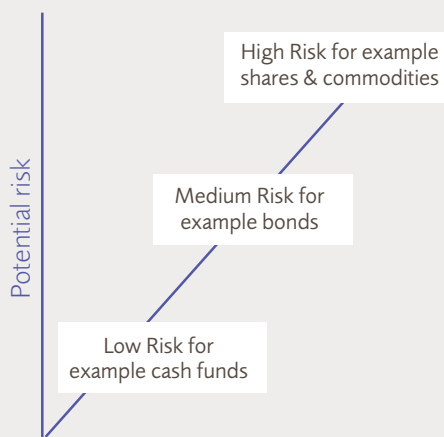 High Risk for example
shares & commodities
Medium Risk for
example bonds
Potential risk
Low Risk for
example cash funds